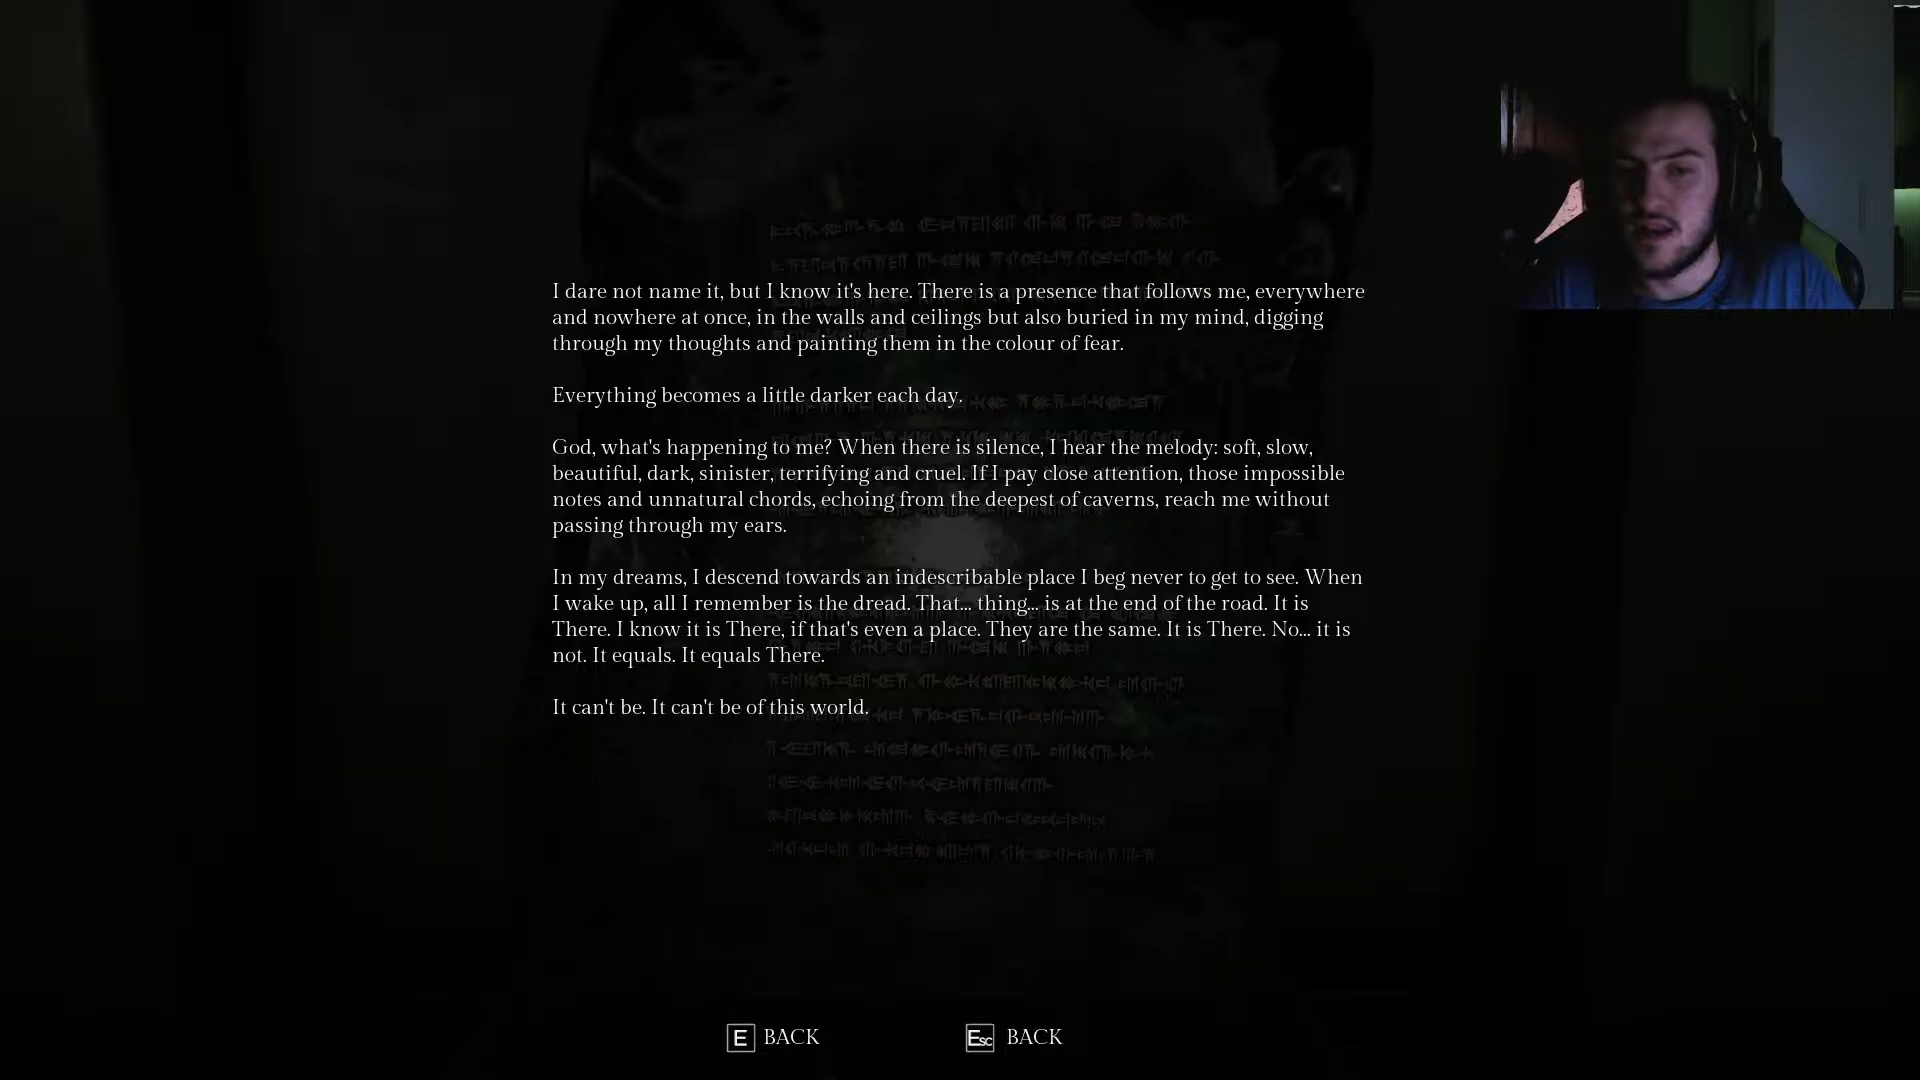 I dare not name it, but I know it's here. There is a presence that follows me, everywhere
and nowhere at once, in the walls and ceilings but also buried in my mind, digging
through my thoughts and painting them in the colour of fear.
Everything becomes a little darker each day.
God, what's happening to me? When there is silence, I hear the melody: soft, slow,
beautiful, dark, sinister, terrifying and cruel. If I pay close attention, those impossible
notes and unnatural chords, echoing from the deepest of caverns, reach me without
passing through my ears.
In my dreams, I descend towards an indescribable place I beg never to get to see. When
I wake up, all I remember is the dread. That... thing... is at the end of the road. It is
There. I know it is There, if that's even a place. They are the same. It is There. No... it is
not. It equals. It equals There.
It can't be. It can't be of this world.
E BACK
Esc BACK